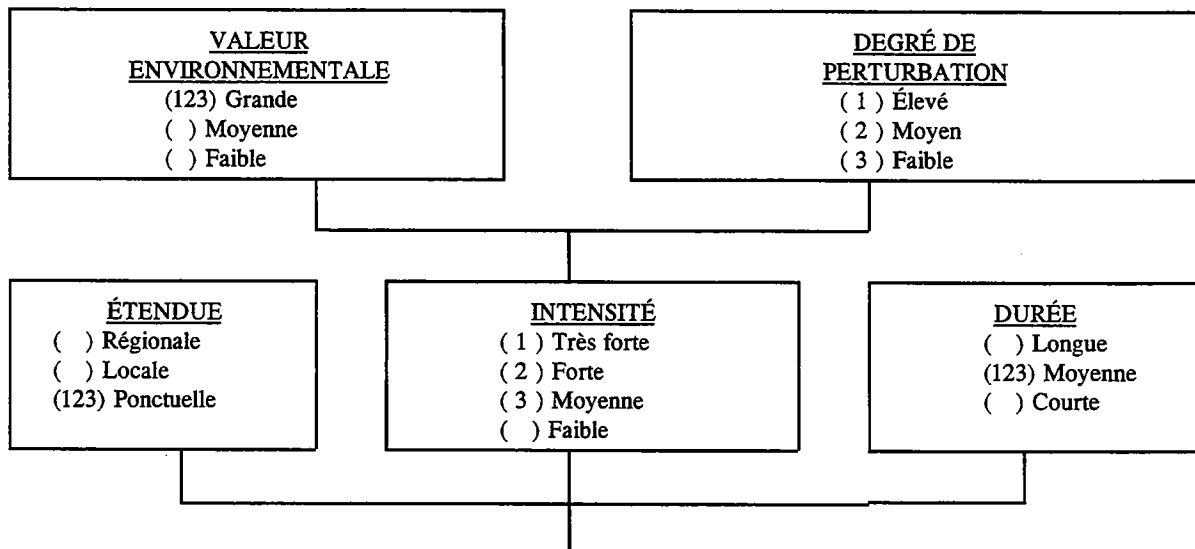 VALEUR
ENVIRONNEMENTALE
(123) Grande
( ) Moyenne
( ) Faible
DEGRÉ DE
PERTURBATION
( 1 ) Élevé
( 2 ) Moyen
( 3 ) Faible
ÉTENDUE
( ) Régionale
( ) Locale
(123) Ponctuelle
INTENSITÉ
( 1 ) Très forte
( 2 ) Forte
( 3 ) Moyenne
( ) Faible
DURÉE
( ) Longue
(123) Moyenne
( ) Courte